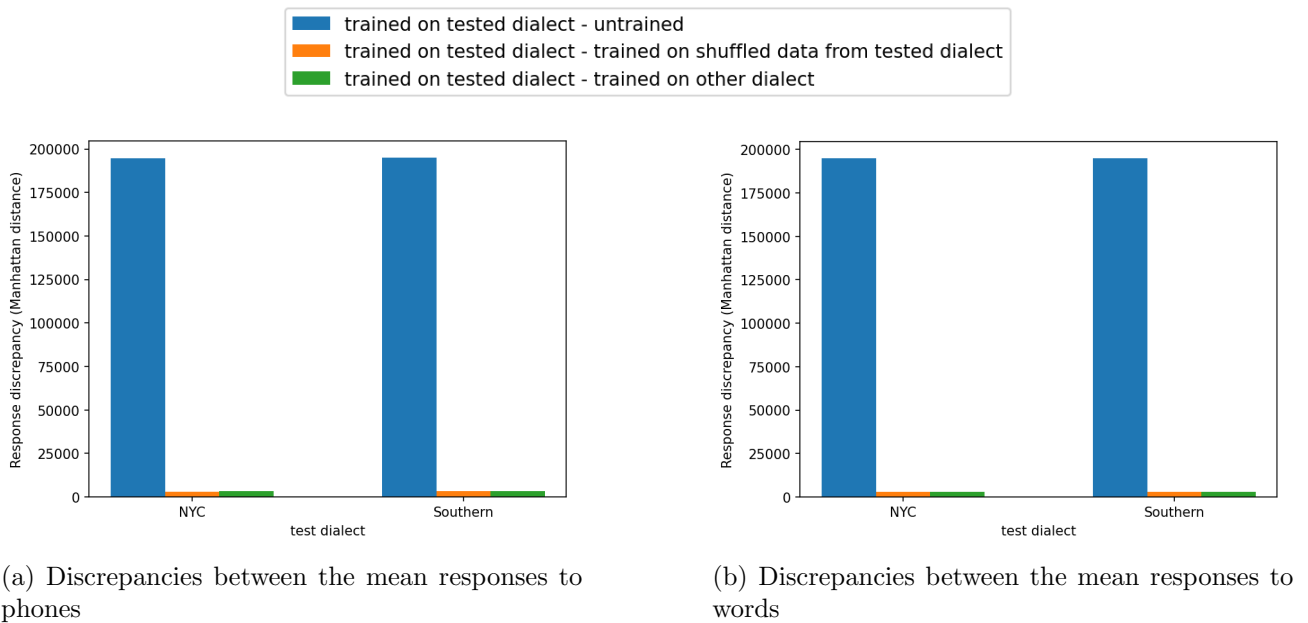 trained on tested dialect - untrained
trained on tested dialect - trained on shuffled data from tested dialect
trained on tested dialect - trained on other dialect
Response discrepancy (Manhattan distance)
200000
175000
150000
125000
100000
75000
50000
25000
0
NYC
Southern
test dialect
(a) Discrepancies between the mean responses to
phones
Response discrepancy (Manhattan distance)
200000
175000
150000
125000
100000
75000
50000
25000
0
NYC
Southern
test dialect
(b) Discrepancies between the mean responses to
words